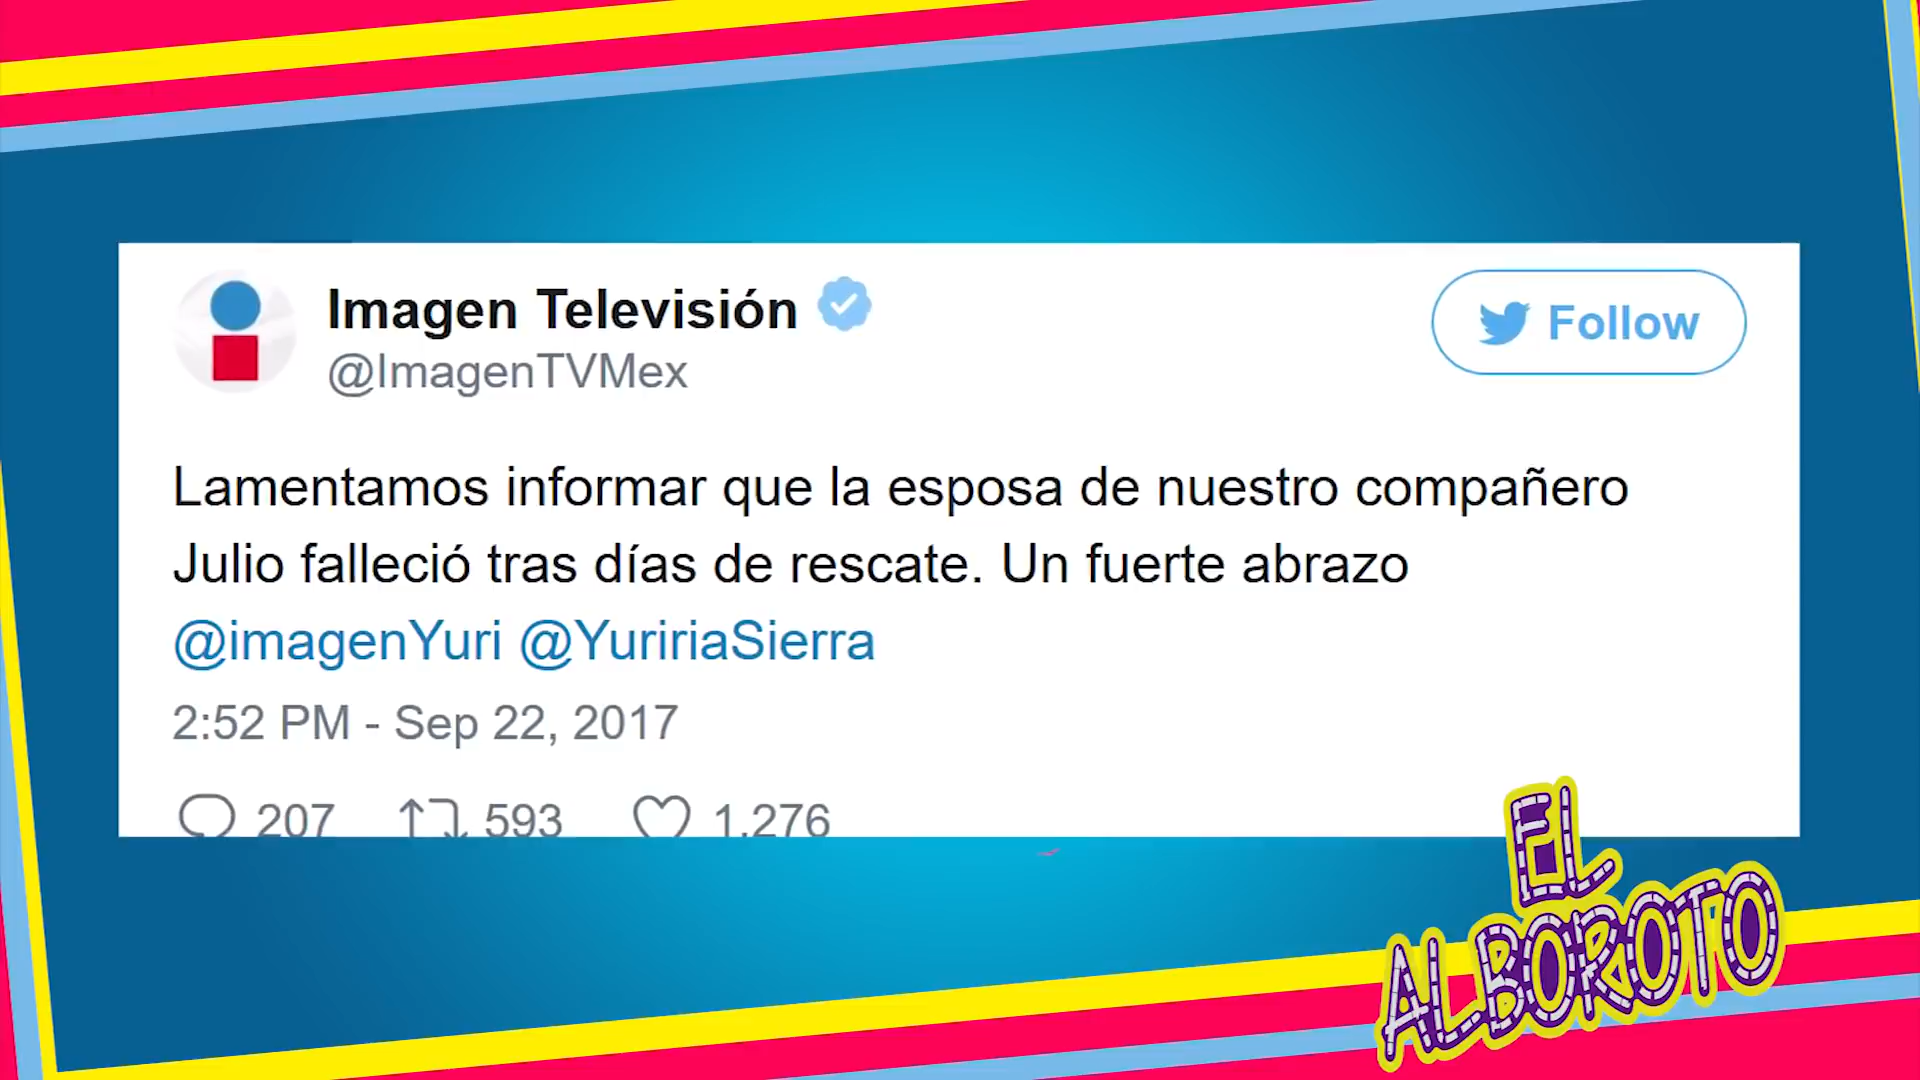 Imagen Televisión
@ImagenTVMex
Follow
Lamentamos informar que la esposa de nuestro compañero
Julio falleció tras días de rescate. Un fuerte abrazo
@imagenYuri @YuririaSierra
2:52 PM - Sep 22, 2017
207 593 1,276
EL
ALBOROTO